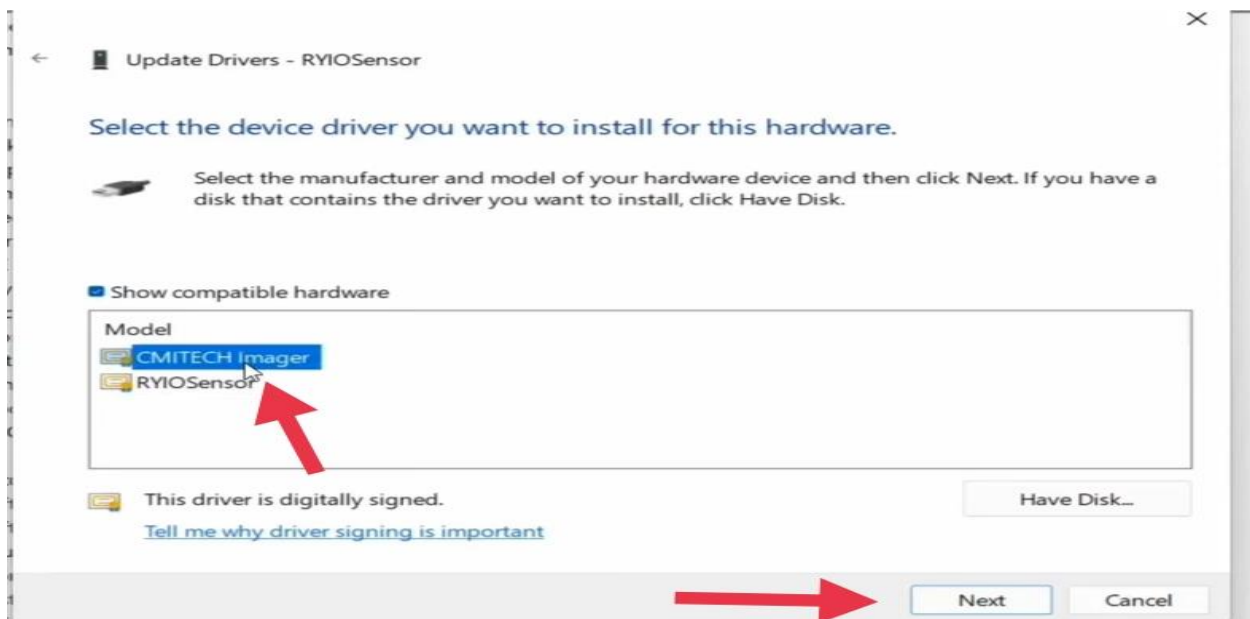 Update Drivers - RYIOSensor
Select the device driver you want to install for this hardware.
Select the manufacturer and model of your hardware device and then click Next. If you have a
disk that contains the driver you want to install, click Have Disk.
Show compatible hardware
Model
CMITECH Imager
RYIOSensor
This driver is digitally signed.
Have Disk...
Tell me why driver signing is important
Next
Cancel